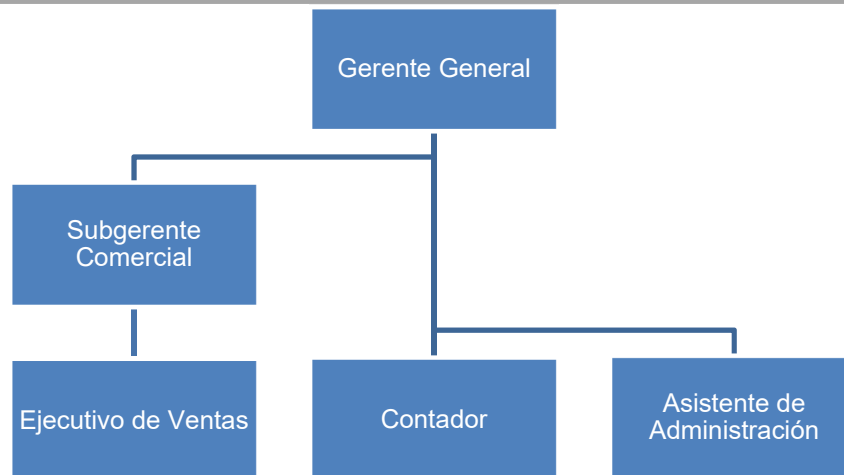 Gerente General
Subgerente
Comercial
Ejecutivo de Ventas
Contador
Asistente de
Administración